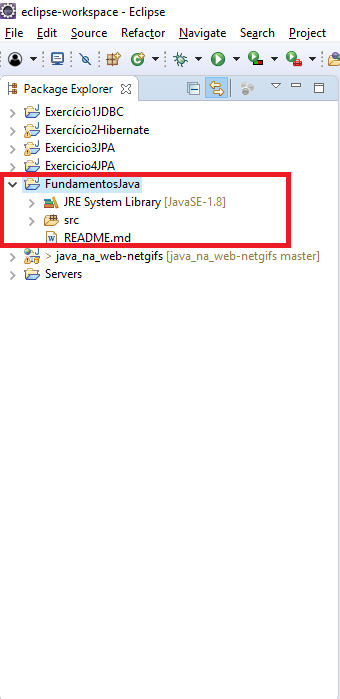 eclipse-workspace - Eclipse
File Edit Source Refactor Navigate Search Project
Package Explorer
Exercício1JDBC
Exercício2Hibernate
Exercicio3JPA
Exercicio4JPA
FundamentosJava
JRE System Library [JavaSE-1.8]
src
README.md
> java_na_web-netgifs [java_na_web-netgifs master]
Servers